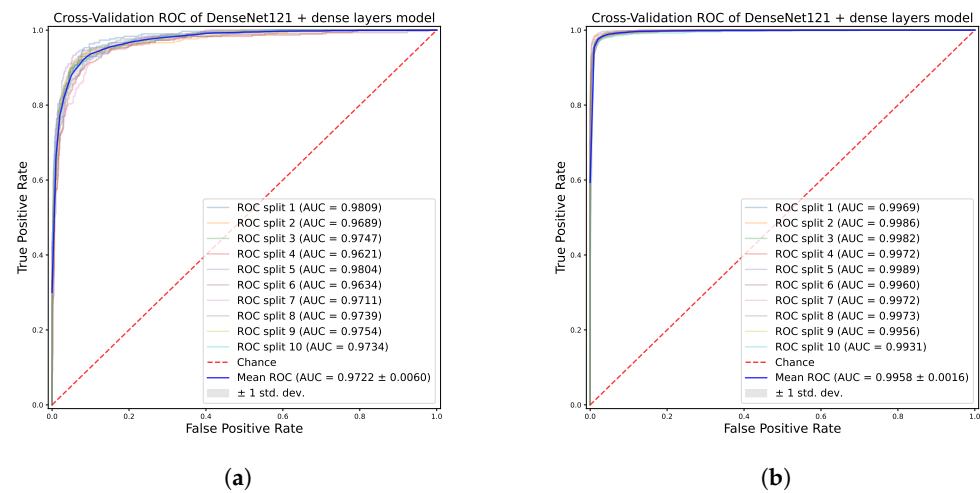 Cross-Validation ROC of DenseNet121 + dense layers model
1.0
0.8
0.6
0.4
0.2
0.0
True Positive Rate
ROC split 1 (AUC = 0.9809)
ROC split 2 (AUC = 0.9689)
ROC split 3 (AUC = 0.9747)
ROC split 4 (AUC = 0.9621)
ROC split 5 (AUC = 0.9804)
ROC split 6 (AUC = 0.9634)
ROC split 7 (AUC = 0.9711)
ROC split 8 (AUC = 0.9739)
ROC split 9 (AUC = 0.9754)
ROC split 10 (AUC = 0.9734)
Chance
Mean ROC (AUC = 0.9722 ± 0.0060)
± 1 std. dev.
0.0 0.2 0.4 0.6 0.8 1.0
False Positive Rate
(a)
Cross-Validation ROC of DenseNet121 + dense layers model
1.0
0.8
0.6
0.4
0.2
0.0
True Positive Rate
ROC split 1 (AUC = 0.9969)
ROC split 2 (AUC = 0.9986)
ROC split 3 (AUC = 0.9982)
ROC split 4 (AUC = 0.9972)
ROC split 5 (AUC = 0.9989)
ROC split 6 (AUC = 0.9960)
ROC split 7 (AUC = 0.9972)
ROC split 8 (AUC = 0.9973)
ROC split 9 (AUC = 0.9956)
ROC split 10 (AUC = 0.9931)
Chance
Mean ROC (AUC = 0.9958 ± 0.0016)
± 1 std. dev.
0.0 0.2 0.4 0.6 0.8 1.0
False Positive Rate
(b)